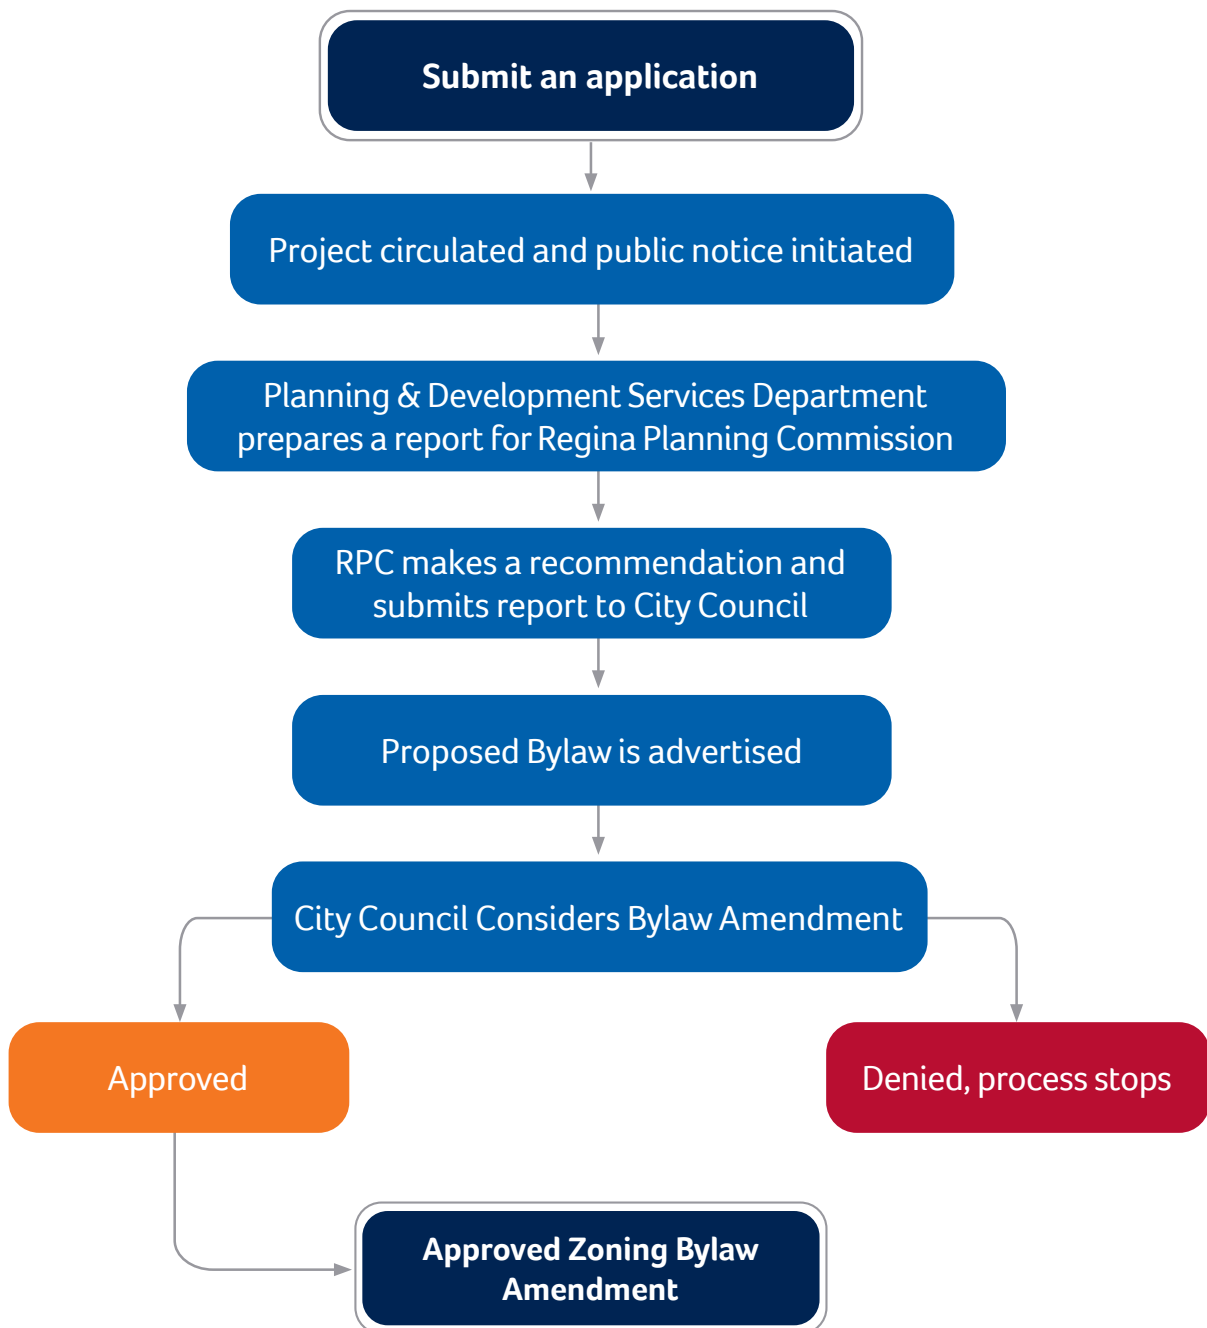 Submit an application
Project circulated and public notice initiated
Planning & Development Services Department
prepares a report for Regina Planning Commission
RPC makes a recommendation and
submits report to City Council
Proposed Bylaw is advertised
City Council Considers Bylaw Amendment
Approved
Denied, process stops
Approved Zoning Bylaw
Amendment